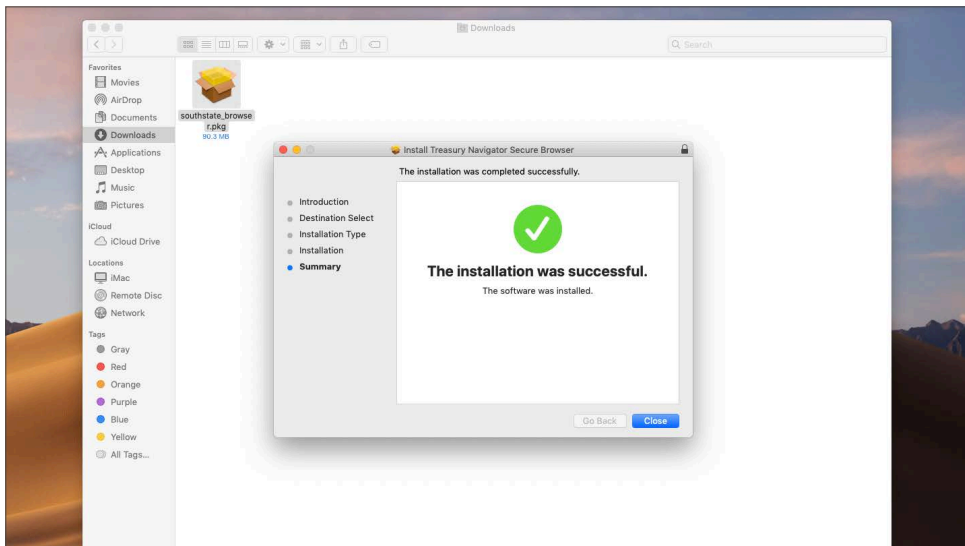 Downloads
Search
Favorites
Movies
AirDrop
Documents
Downloads
Applications
Desktop
Music
Pictures
iCloud
iCloud Drive
Locations
iMac
Remote Disc
Network
Tags
Gray
Red
Orange
Purple
Blue
Yellow
All Tags...
southstate_browse
r.pkg
90.3 MB
Install Treasury Navigator Secure Browser
The installation was completed successfully.
Introduction
Destination Select
Installation Type
Installation
Summary
The installation was successful.
The software was installed.
Go Back
Close